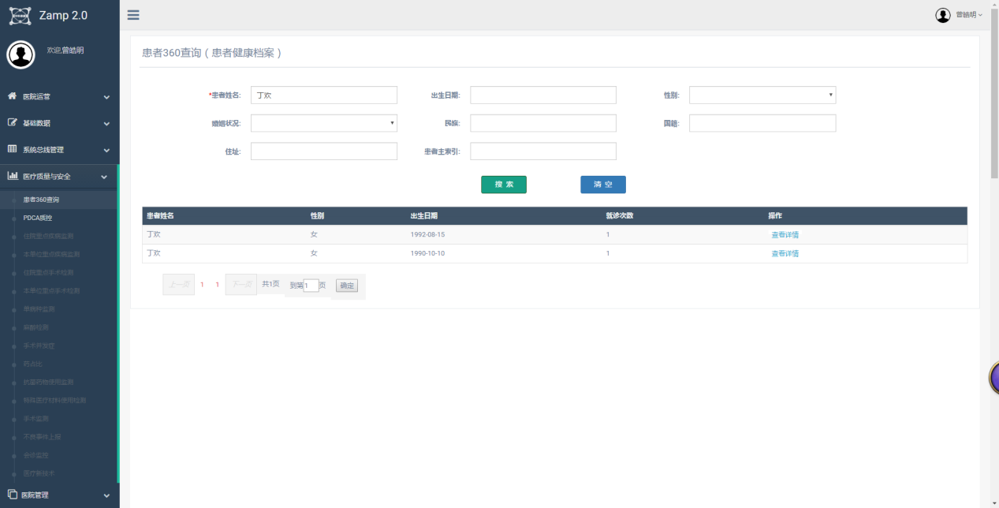 Zamp 2.0
曾皓明
欢迎,曾皓明
医院运营
基础数据
系统总线管理
医疗质量与安全
患者360查询
PDCA质控
住院重点疾病监测
本单位重点疾病监测
住院重点手术检测
本单位重点手术检测
单病种监测
麻醉检测
手术并发症
药占比
抗菌药物使用监测
特殊医疗材料使用检测
手术监测
不良事件上报
会诊监控
医疗新技术
医院管理
患者360查询 ( 患者健康档案 )
*患者姓名: 丁欢 出生日期: 性别:
婚姻状况: 民族: 国籍:
住址: 患者主索引:
搜 索 清 空
患者姓名 性别 出生日期 就诊次数 操作
丁欢 女 1992-08-15 1 查看详情
丁欢 女 1990-10-10 1 查看详情
上一页 1 1 下一页 共1页 到第1页 确定